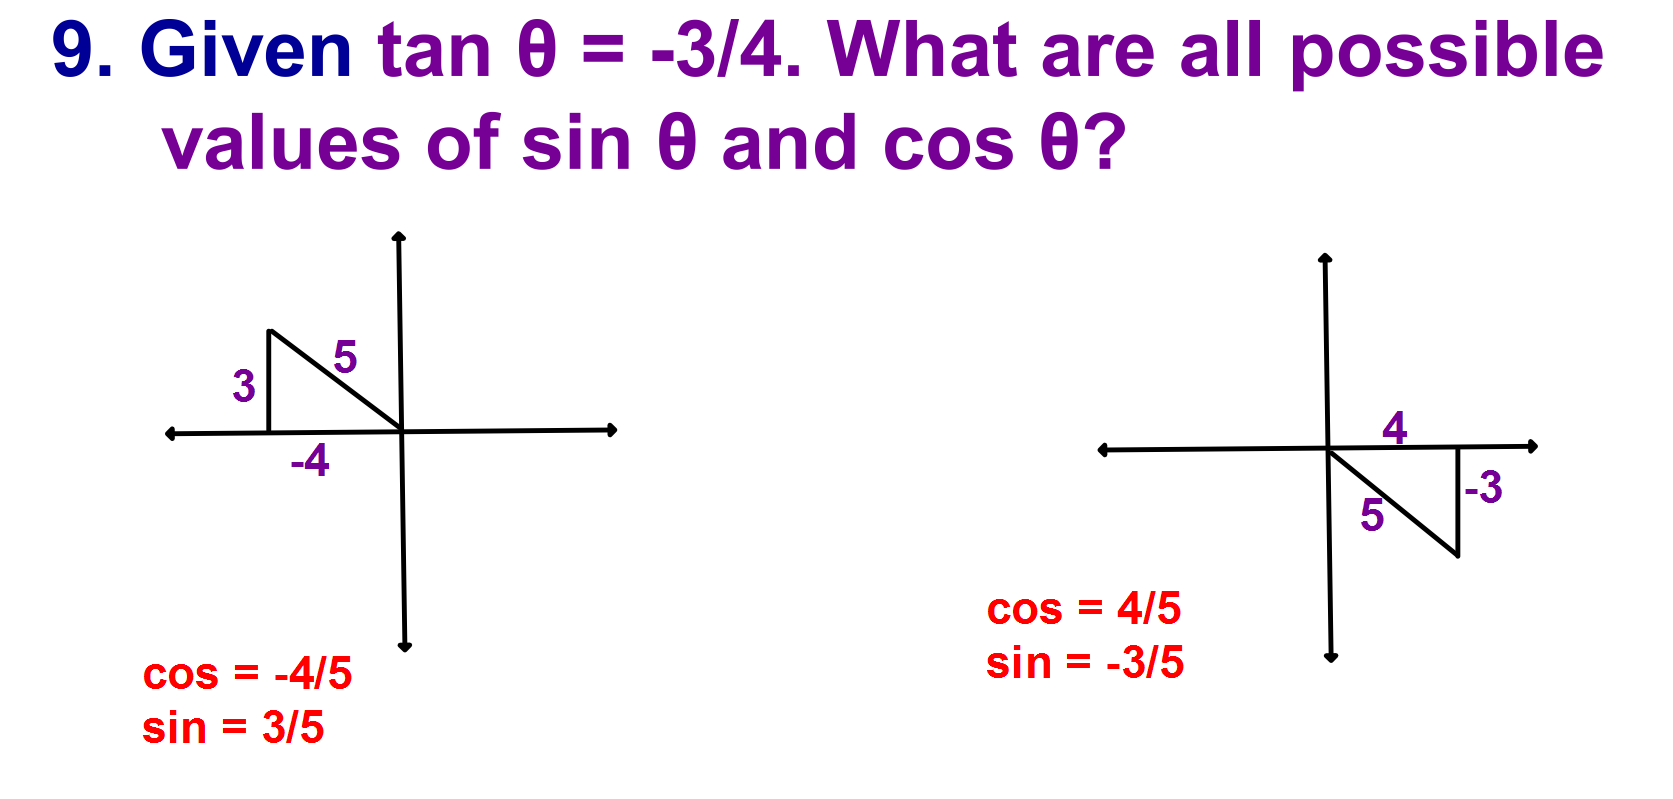 9. Given tan θ = -3/4. What are all possible
values of sin θ and cos θ?
3
5
-4
cos = -4/5
sin = 3/5
4
-3
5
cos = 4/5
sin = -3/5